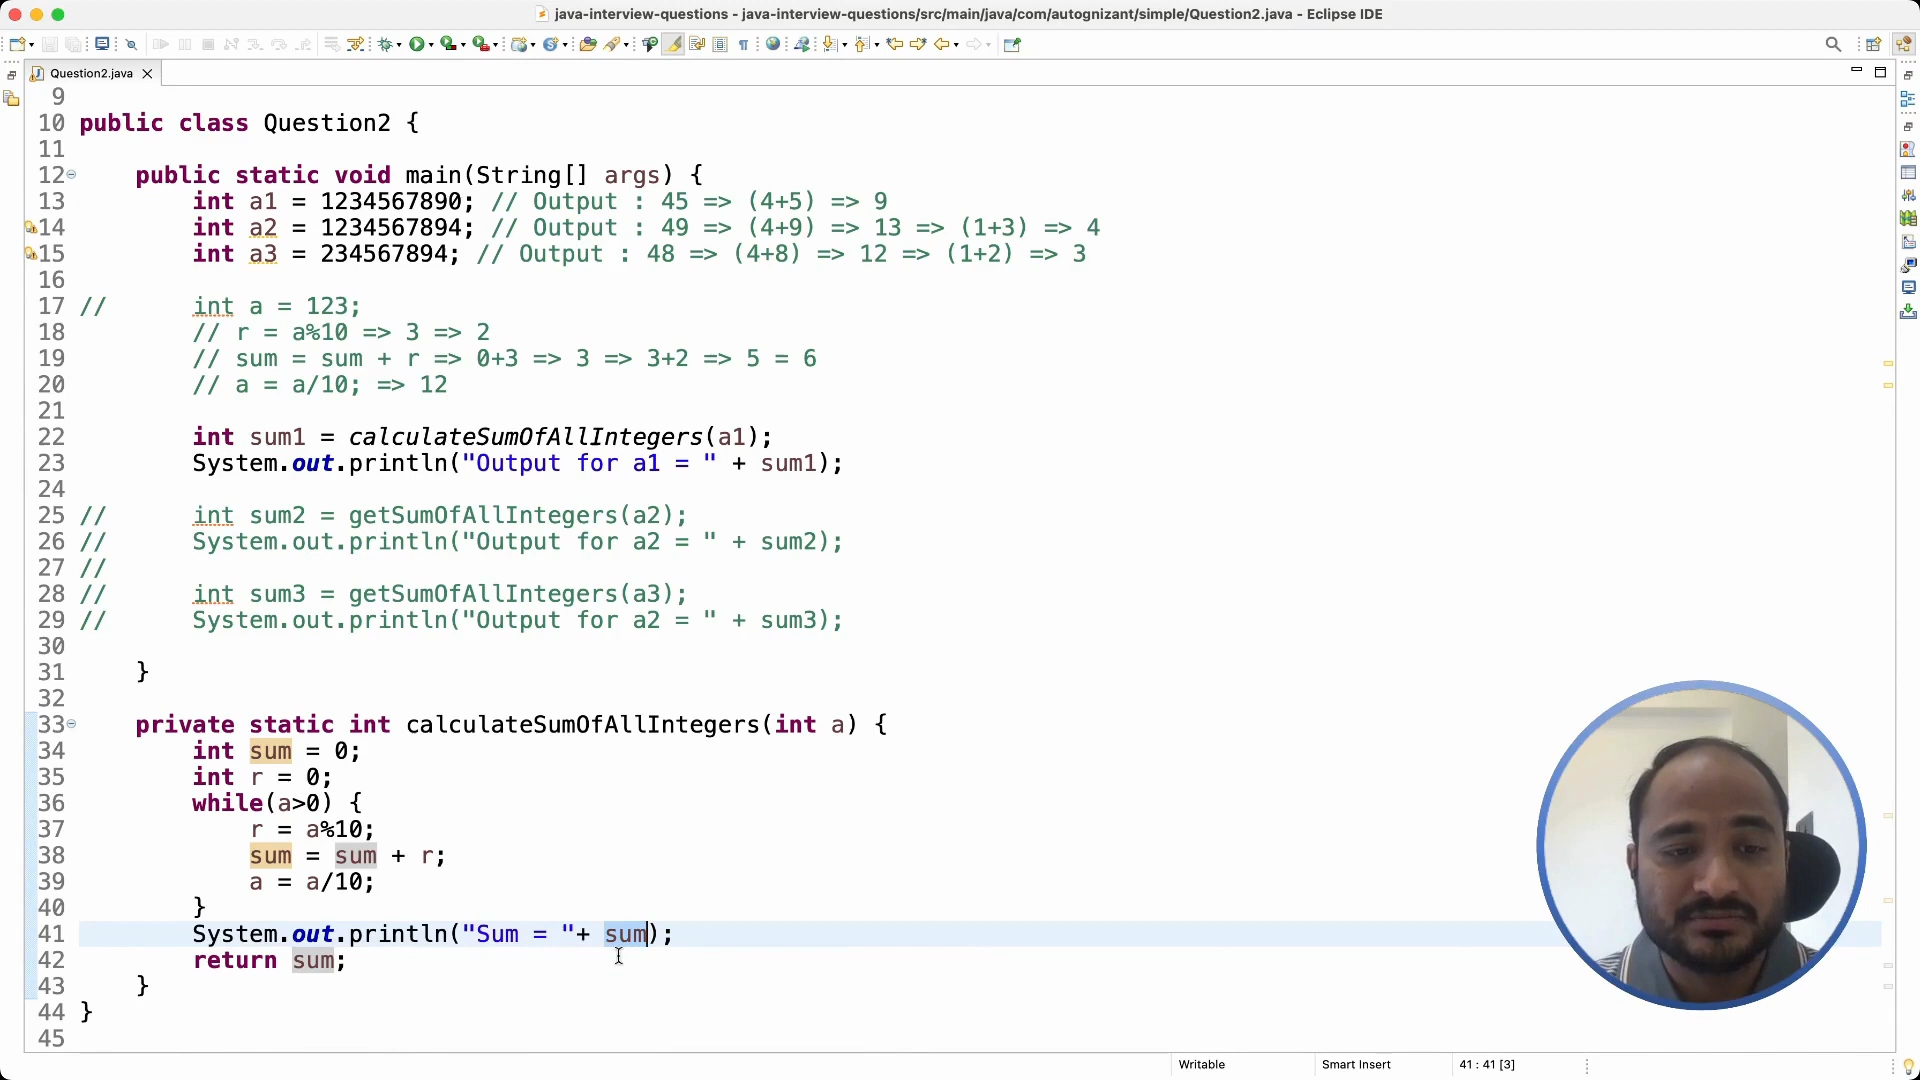 java-interview-questions - java-interview-questions/src/main/java/com/autognizant/simple/Question2.java - Eclipse IDE
Question2.java
9
10 public class Question2 {
11
12 public static void main(String[] args) {
13 int a1 = 1234567890; // Output : 45 => (4+5) => 9
14 int a2 = 1234567894; // Output : 49 => (4+9) => 13 => (1+3) => 4
15 int a3 = 234567894; // Output : 48 => (4+8) => 12 => (1+2) => 3
16
17 // int a = 123;
18 // r = a%10 => 3 => 2
19 // sum = sum + r => 0+3 => 3 => 3+2 => 5 = 6
20 // a = a/10; => 12
21
22 int sum1 = calculateSumOfAllIntegers(a1);
23 System.out.println("Output for a1 = " + sum1);
24
25 // int sum2 = getSumOfAllIntegers(a2);
26 // System.out.println("Output for a2 = " + sum2);
27 //
28 // int sum3 = getSumOfAllIntegers(a3);
29 // System.out.println("Output for a2 = " + sum3);
30
31 }
32
33 private static int calculateSumOfAllIntegers(int a) {
34 int sum = 0;
35 int r = 0;
36 while(a>0) {
37 r = a%10;
38 sum = sum + r;
39 a = a/10;
40 }
41 System.out.println("Sum = "+ sum);
42 return sum;
43 }
44 }
45
Writable Smart Insert 41 : 41 [3]